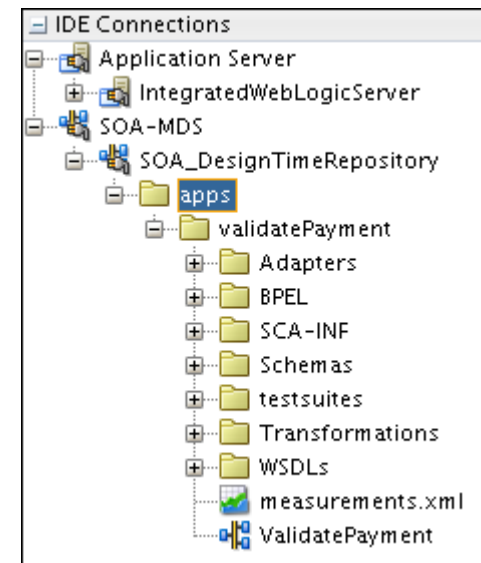 IDE Connections
Application Server
IntegratedWebLogicServer
SOA-MDS
SOA_DesignTimeRepository
apps
validatePayment
Adapters
BPEL
SCA-INF
Schemas
testsuites
Transformations
WSDLs
measurements.xml
ValidatePayment